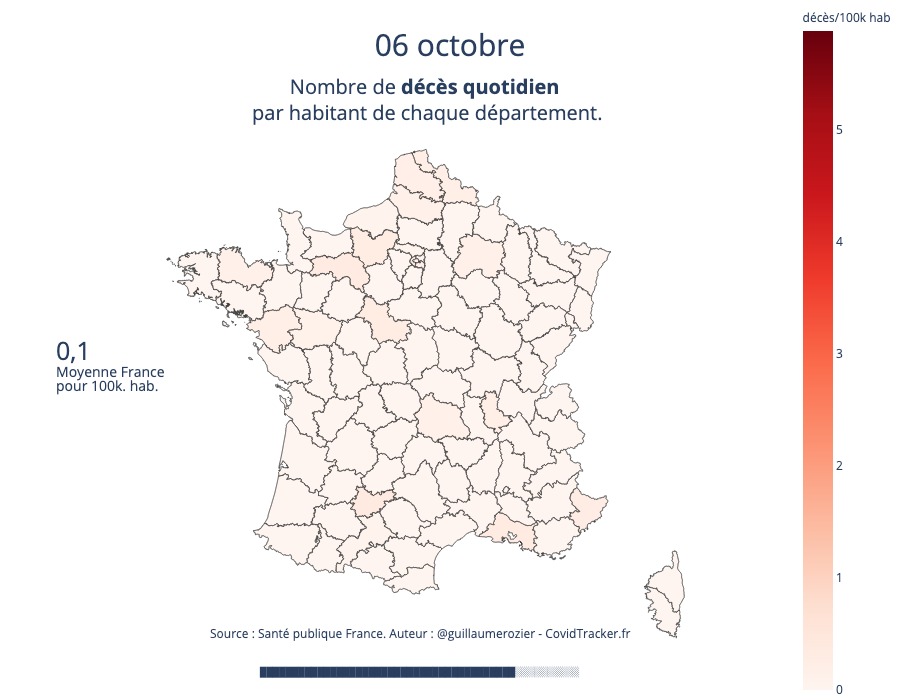 décès/100k hab
06 octobre
Nombre de décès quotidien
par habitant de chaque département.
5
4
0,1
Moyenne France
pour 100k. hab.
3
2
1
Source : Santé publique France. Auteur : @guillaumerozier - CovidTracker.fr
0